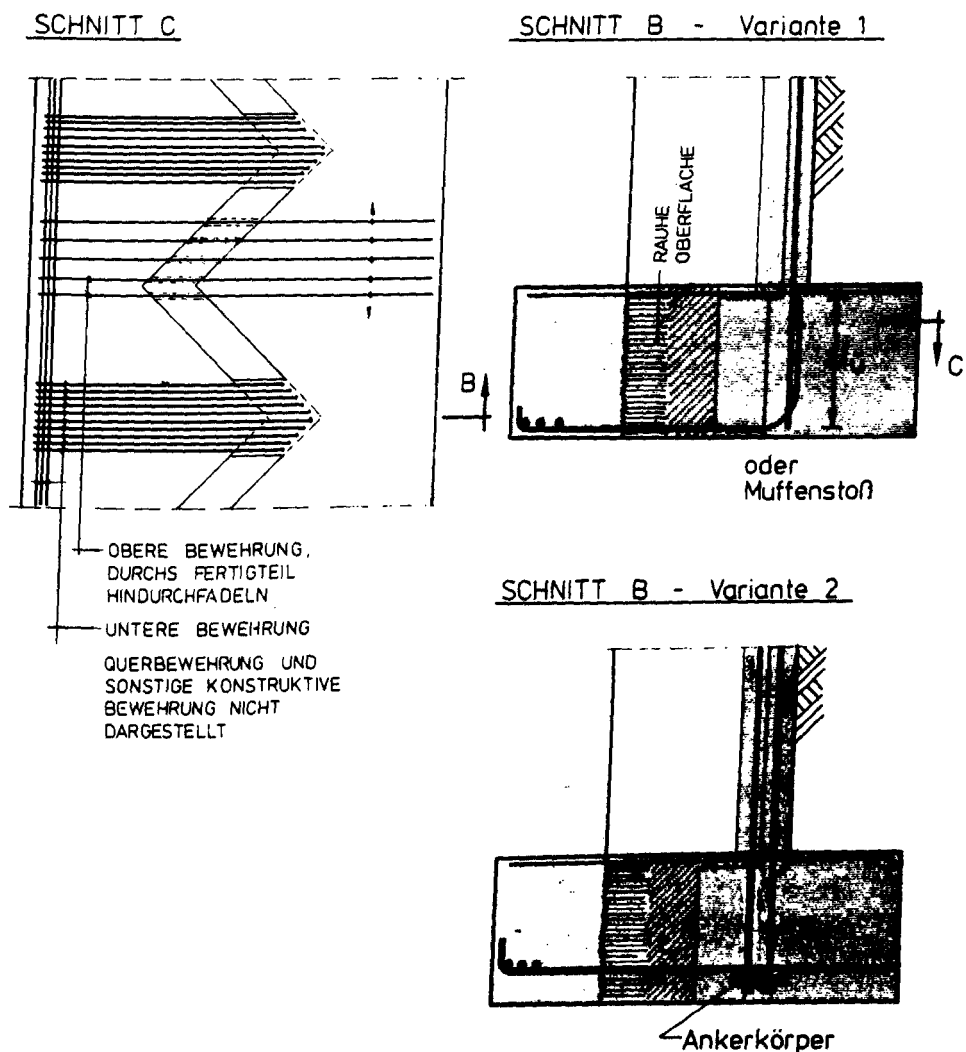 SCHNITT C
SCHNITT B - Variante 1
RAUHE
OBERFLÄCHE
B
C
oder
Muffenstoß
OBERE BEWEHRUNG,
DURCHS FERTIGTEIL
HINDURCHFADELN
UNTERE BEWEHRUNG
QUERBEWEHRUNG UND
SONSTIGE KONSTRUKTIVE
BEWEHRUNG NICHT
DARGESTELLT
SCHNITT B - Variante 2
Ankerkörper